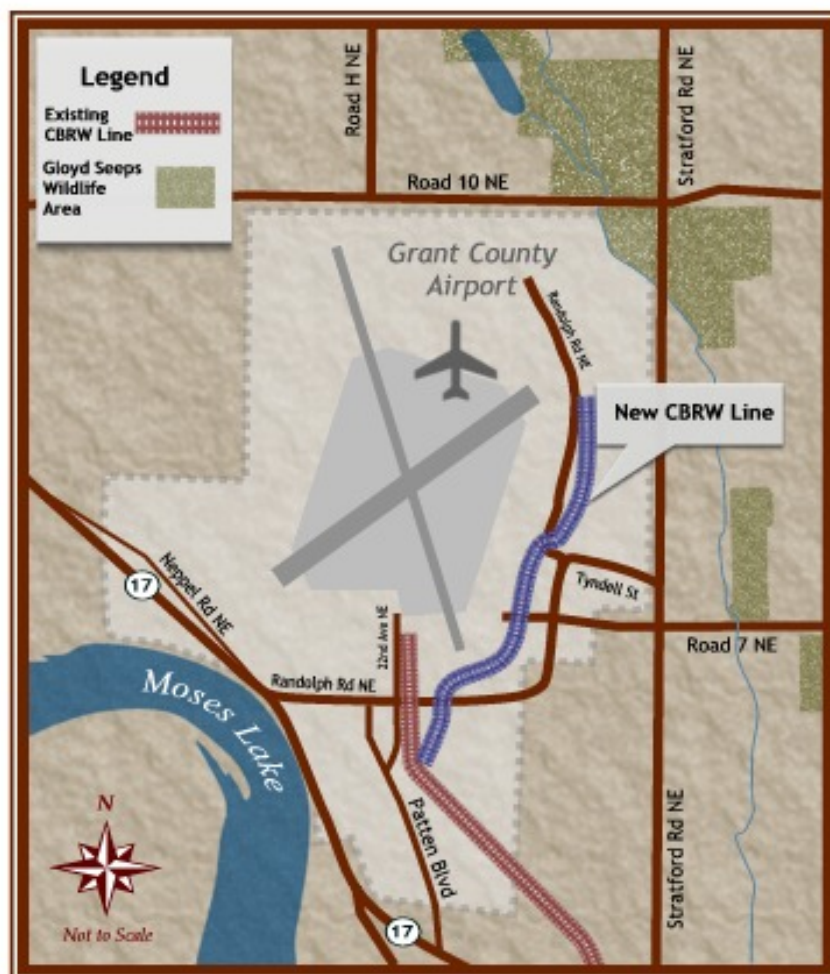 Legend
Existing
CBRW Line
Gloyd Seeps
Wildlife
Area
Road H NE
Stratford Rd NE
Road 10 NE
Grant County
Airport
Randolph Rd NE
New CBRW Line
Neppel Rd NE
17
Tyndell St
22nd Ave NE
Road 7 NE
Randolph Rd NE
Moses Lake
Patten Blvd
Stratford Rd NE
N
Not to Scale
17